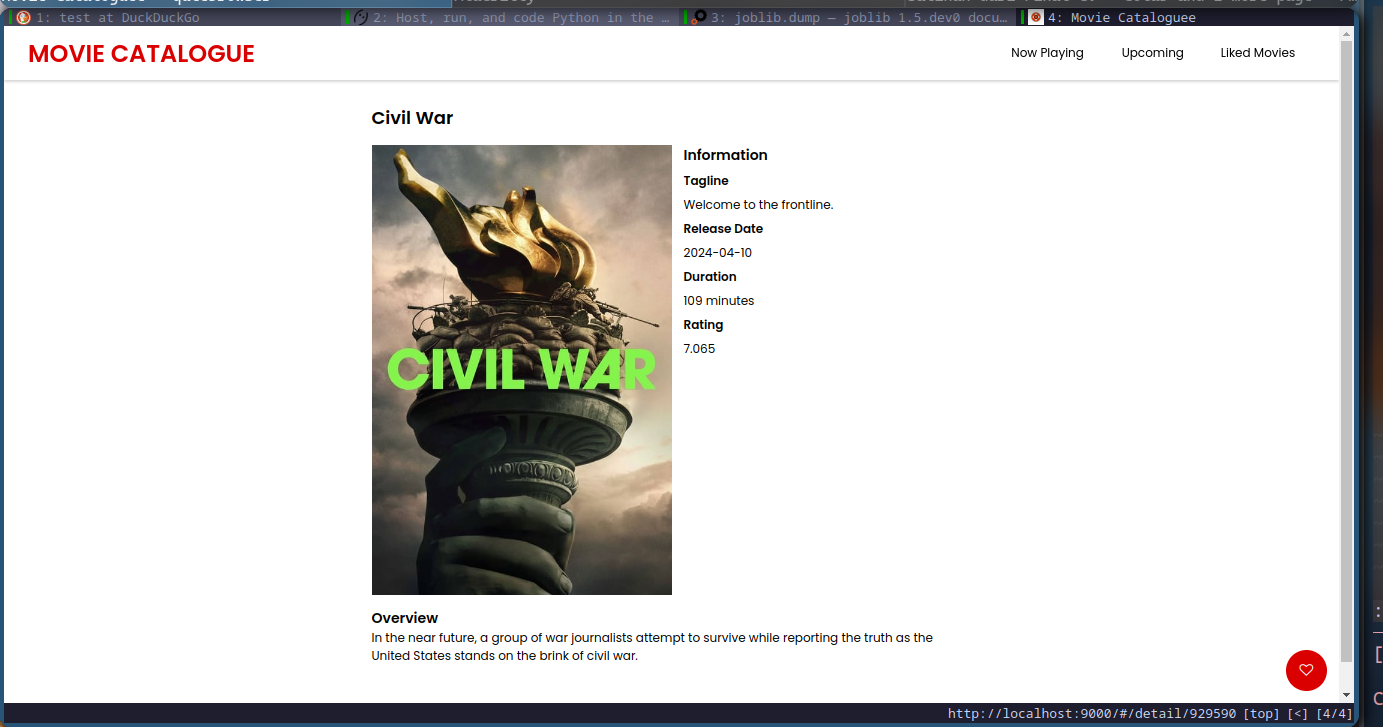 1: test at DuckDuckGo
2: Host, run, and code Python in the …
3: joblib.dump — joblib 1.5.dev0 docu…
4: Movie Cataloguee
MOVIE CATALOGUE
Now Playing
Upcoming
Liked Movies
Civil War
CIVIL WAR
Information
Tagline
Welcome to the frontline.
Release Date
2024-04-10
Duration
109 minutes
Rating
7.065
Overview
In the near future, a group of war journalists attempt to survive while reporting the truth as the
United States stands on the brink of civil war.
http://localhost:9000/#/detail/929590 [top] [<] [4/4]